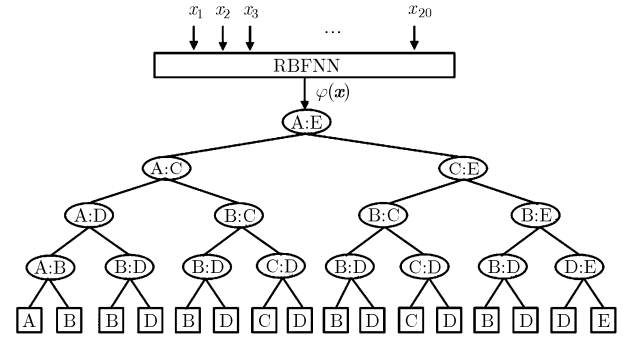 x1 x2 x3 ... x20
RBFNN
φ(x)
A:E
A:C C:E
A:D B:C B:C B:E
A:B B:D B:D C:D B:D C:D B:D D:E
A B B D B D C D B D C D B D D E